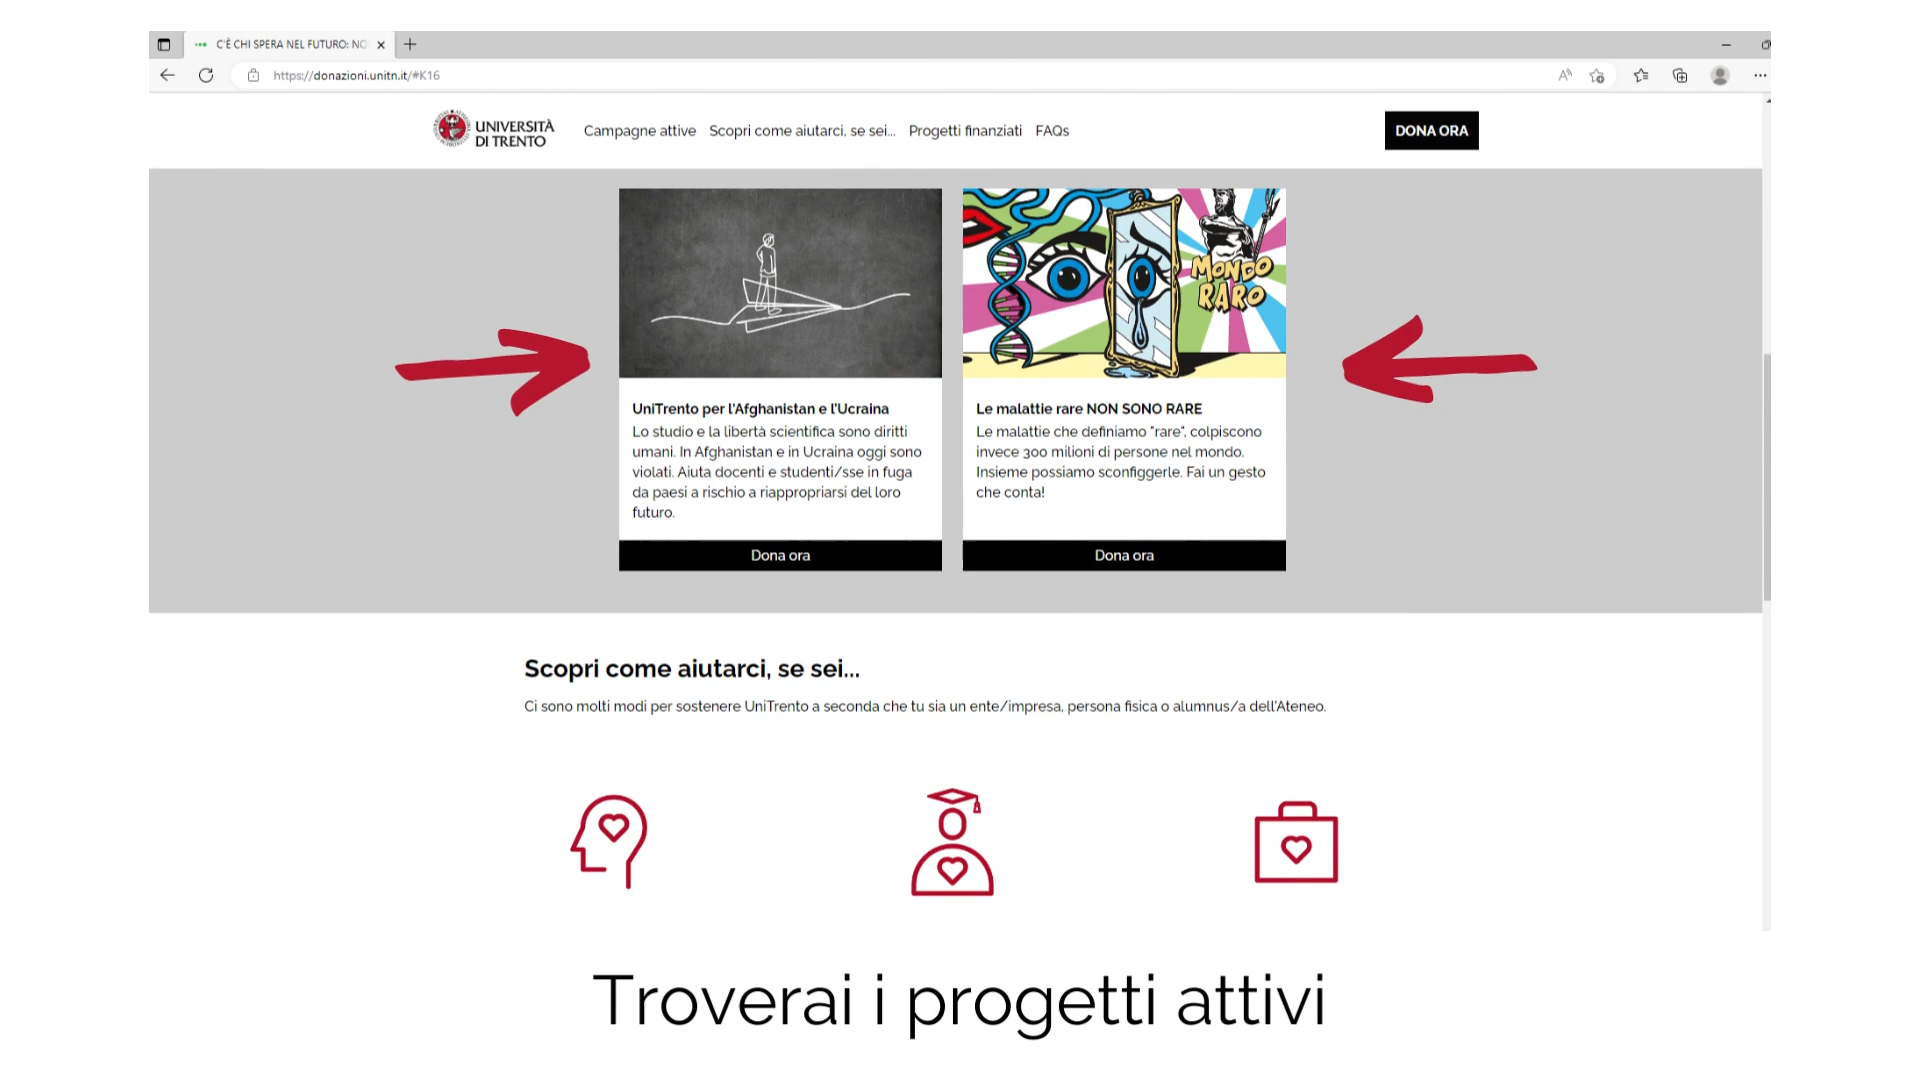 C'È CHI SPERA NEL FUTURO: NO
https://donazioni.unitn.it/#K16
UNIVERSITÀ
DI TRENTO
Campagne attive
Scopri come aiutarci, se sei...
Progetti finanziati
FAQs
DONA ORA
MONDO
RARO
UniTrento per l'Afghanistan e l'Ucraina
Lo studio e la libertà scientifica sono diritti
umani. In Afghanistan e in Ucraina oggi sono
violati. Aiuta docenti e studenti/sse in fuga
da paesi a rischio a riappropriarsi del loro
futuro.
Dona ora
Le malattie rare NON SONO RARE
Le malattie che definiamo "rare", colpiscono
invece 300 milioni di persone nel mondo.
Insieme possiamo sconfiggerle. Fai un gesto
che conta!
Dona ora
Scopri come aiutarci, se sei...
Ci sono molti modi per sostenere UniTrento a seconda che tu sia un ente/impresa, persona fisica o alumnus/a dell'Ateneo.
Troverai i progetti attivi